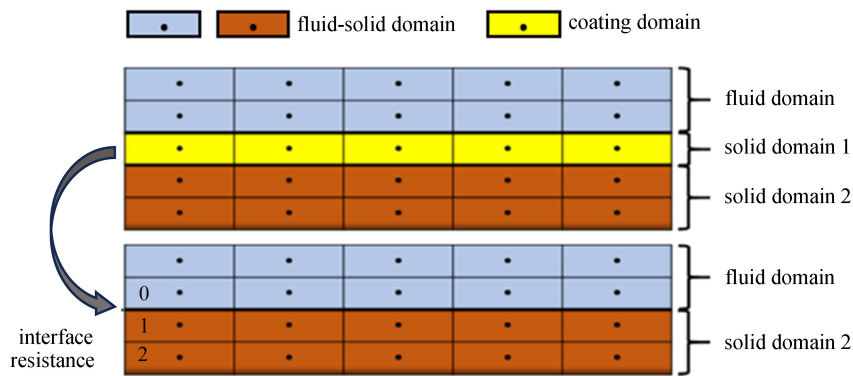 fluid-solid domain
coating domain
fluid domain
solid domain 1
solid domain 2
fluid domain
0
1
2
interface
resistance
solid domain 2